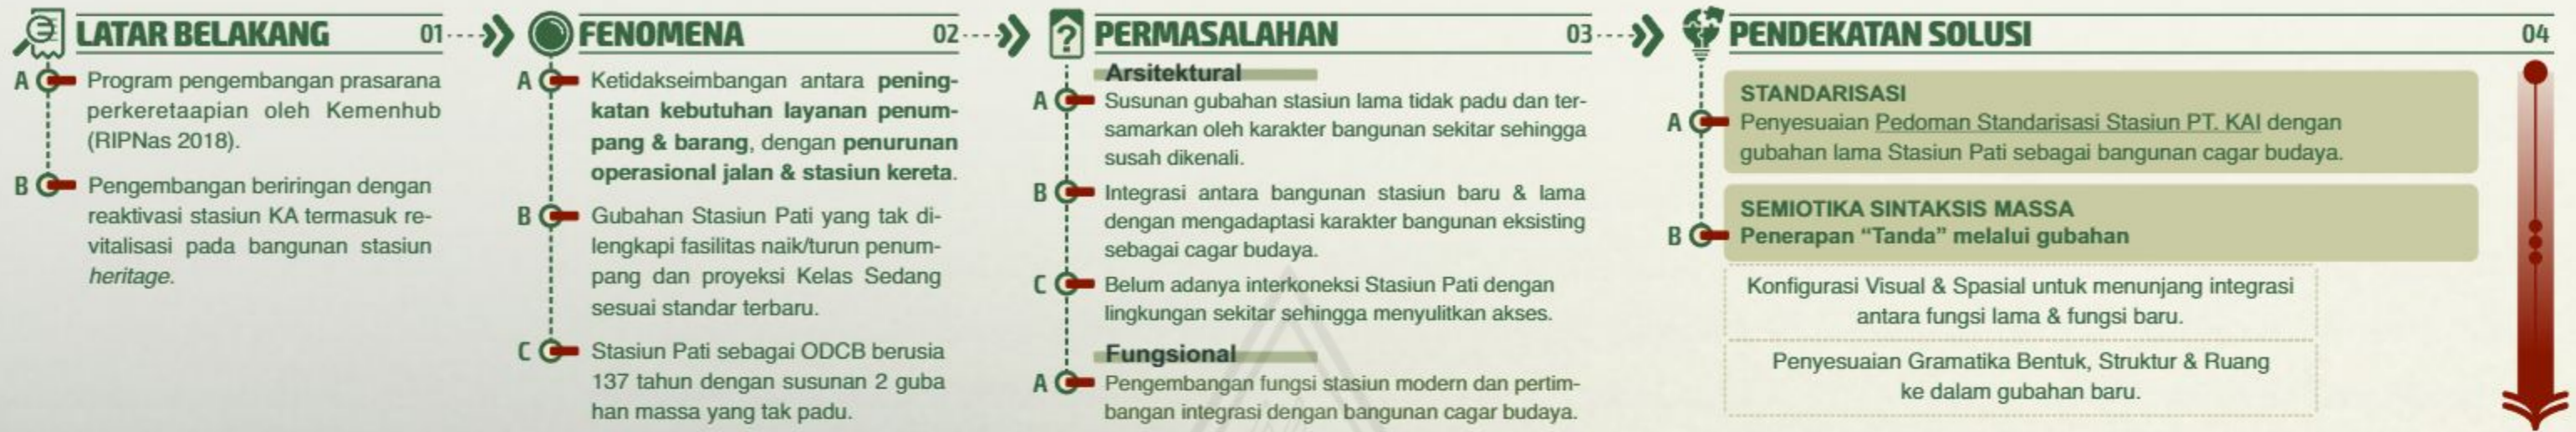 LATAR BELAKANG 01
A Program pengembangan prasarana
perkeretaapian oleh Kemenhub
(RIPNas 2018).
B Pengembangan beriringan dengan
reaktivasi stasiun KA termasuk re-
vitalisasi pada bangunan stasiun
heritage.
FENOMENA 02
A Ketidakseimbangan antara pening-
katan kebutuhan layanan penum-
pang & barang, dengan penurunan
operasional jalan & stasiun kereta.
B Gubahan Stasiun Pati yang tak di-
lengkapi fasilitas naik/turun penum-
pang dan proyeksi Kelas Sedang
sesuai standar terbaru.
C Stasiun Pati sebagai ODCB berusia
137 tahun dengan susunan 2 guba
han massa yang tak padu.
PERMASALAHAN 03
Arsitektural
A Susunan gubahan stasiun lama tidak padu dan ter-
samarkan oleh karakter bangunan sekitar sehingga
susah dikenali.
B Integrasi antara bangunan stasiun baru & lama
dengan mengadaptasi karakter bangunan eksisting
sebagai cagar budaya.
C Belum adanya interkoneksi Stasiun Pati dengan
lingkungan sekitar sehingga menyulitkan akses.
Fungsional
A Pengembangan fungsi stasiun modern dan pertim-
bangan integrasi dengan bangunan cagar budaya.
PENDEKATAN SOLUSI 04
STANDARISASI
A Penyesuaian Pedoman Standarisasi Stasiun PT. KAI dengan
gubahan lama Stasiun Pati sebagai bangunan cagar budaya.
SEMIOTIKA SINTAKSIS MASSA
B Penerapan “Tanda” melalui gubahan
Konfigurasi Visual & Spasial untuk menunjang integrasi
antara fungsi lama & fungsi baru.
Penyesuaian Gramatika Bentuk, Struktur & Ruang
ke dalam gubahan baru.